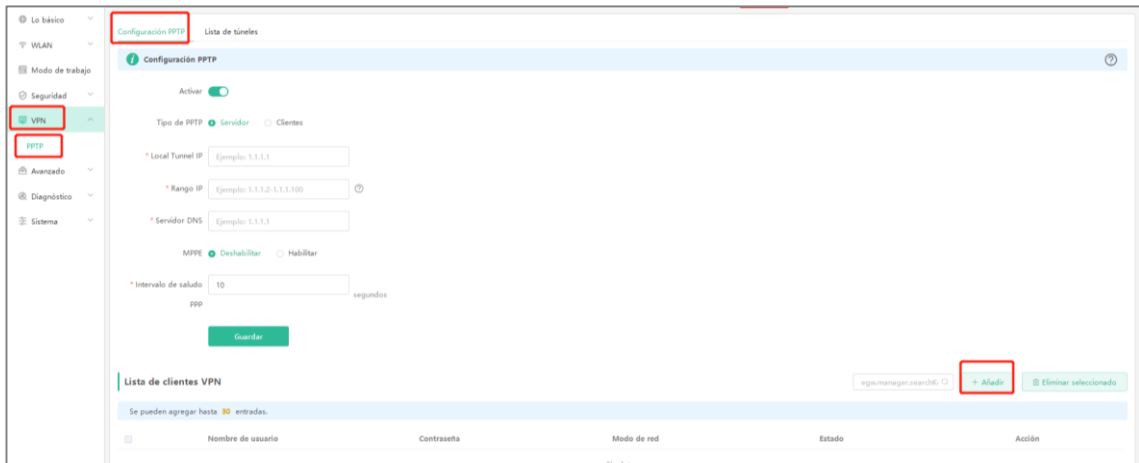 Lo básico
WLAN
Modo de trabajo
Seguridad
VPN
PPTP
Avanzado
Diagnóstico
Sistema
Configuración PPTP Lista de túneles
Configuración PPTP
Activar
Tipo de PPTP Servidor Clientes
* Local Tunnel IP Ejemplo: 1.1.1.1
* Rango IP Ejemplo: 1.1.1.2-1.1.1.100
* Servidor DNS Ejemplo: 1.1.1.1
MPPE Deshabilitar Habilitar
* Intervalo de saludo 10 segundos
PPP
Guardar
Lista de clientes VPN + Añadir Eliminar seleccionado
Se pueden agregar hasta 30 entradas.
Nombre de usuario Contraseña Modo de red Estado Acción